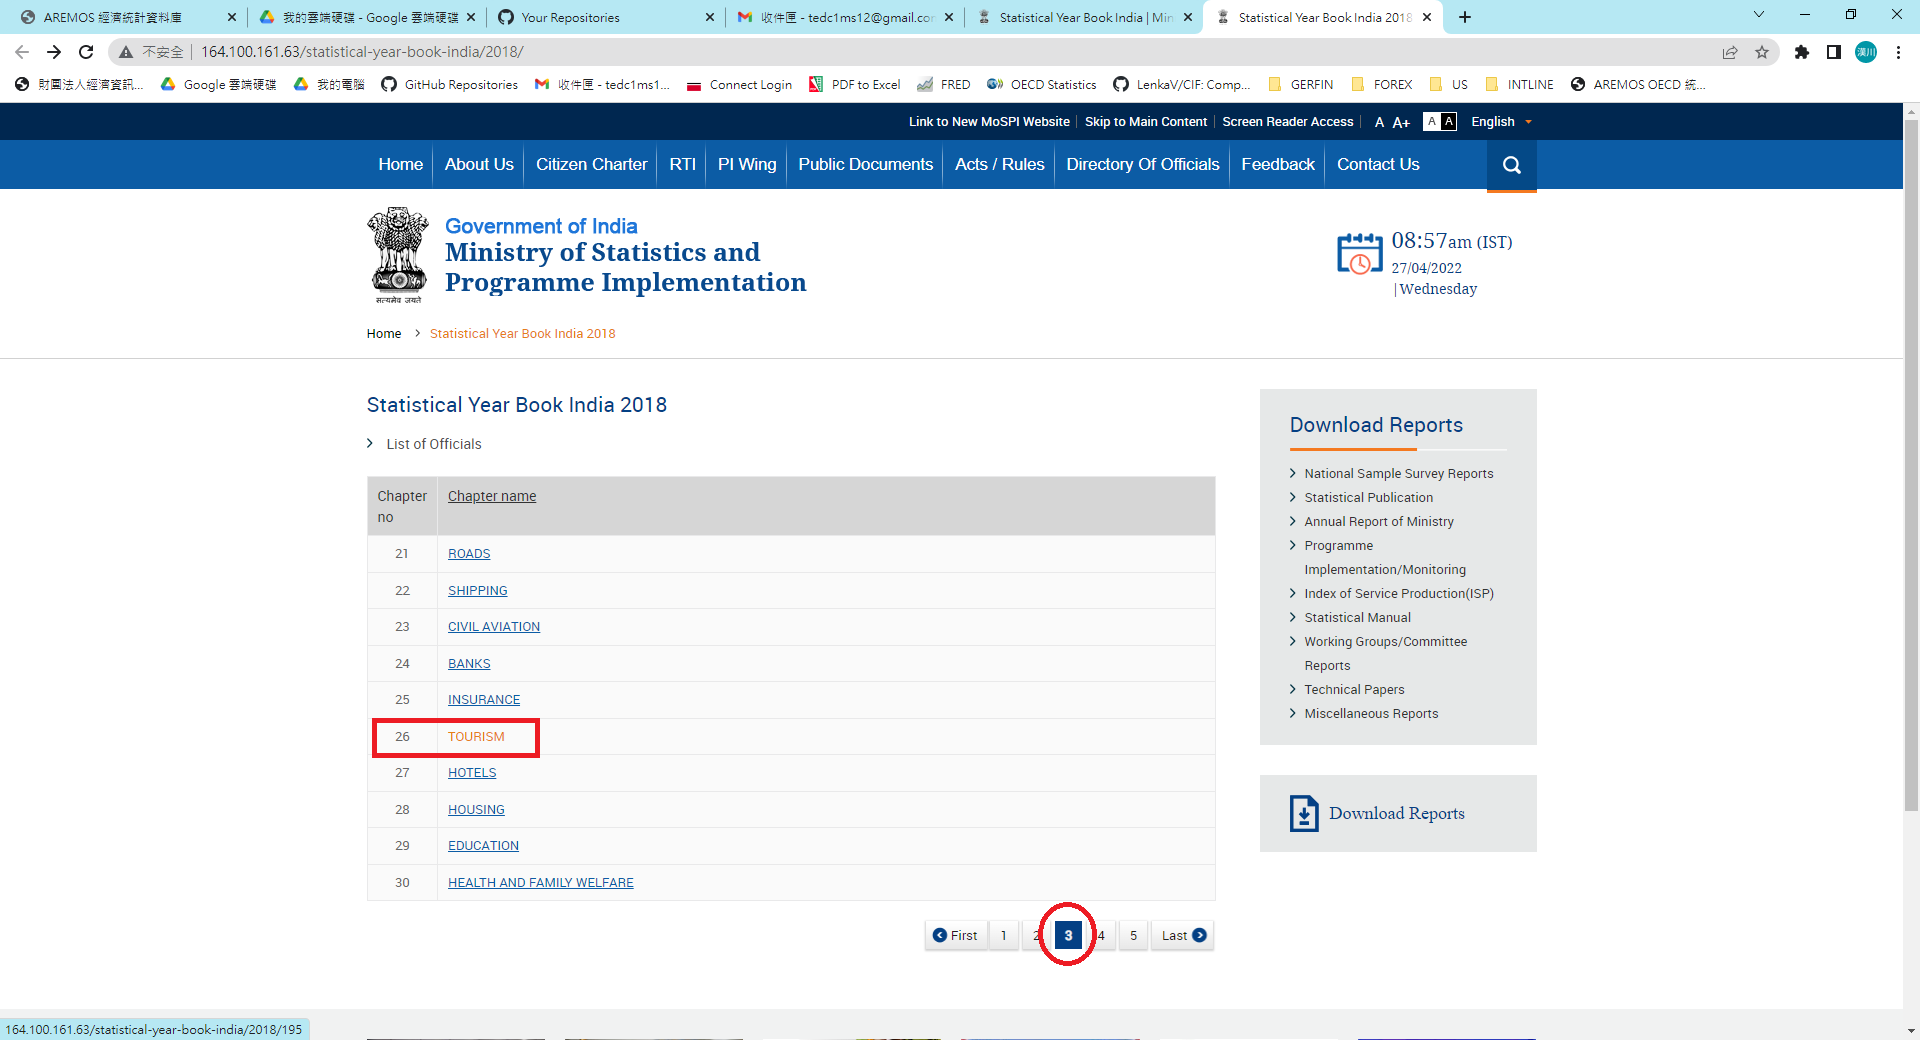 AREMOS 經濟統計資料庫
我的雲端硬碟 - Google 雲端硬碟
Your Repositories
收件匣 - tedc1ms12@gmail.co
Statistical Year Book India | Min
Statistical Year Book India 2018
不安全 164.100.161.63/statistical-year-book-india/2018/
漢川
財團法人經濟資訊...
Google 雲端硬碟
我的電腦
GitHub Repositories
收件匣 - tedc1ms1...
Connect Login
PDF to Excel
FRED
OECD Statistics
LenkaV/CIF: Comp...
GERFIN
FOREX
US
INTLINE
AREMOS OECD 統...
Link to New MoSPI Website
Skip to Main Content
Screen Reader Access
A A+
A A
English
Home
About Us
Citizen Charter
RTI
PI Wing
Public Documents
Acts / Rules
Directory Of Officials
Feedback
Contact Us
सत्यमेव जयते
Government of India
Ministry of Statistics and
Programme Implementation
08:57am (IST)
27/04/2022
|Wednesday
Home > Statistical Year Book India 2018
Statistical Year Book India 2018
List of Officials
Chapter
no
Chapter name
21 ROADS
22 SHIPPING
23 CIVIL AVIATION
24 BANKS
25 INSURANCE
26 TOURISM
27 HOTELS
28 HOUSING
29 EDUCATION
30 HEALTH AND FAMILY WELFARE
First 1 2 3 4 5 Last
Download Reports
National Sample Survey Reports
Statistical Publication
Annual Report of Ministry
Programme
Implementation/Monitoring
Index of Service Production(ISP)
Statistical Manual
Working Groups/Committee
Reports
Technical Papers
Miscellaneous Reports
Download Reports
164.100.161.63/statistical-year-book-india/2018/195